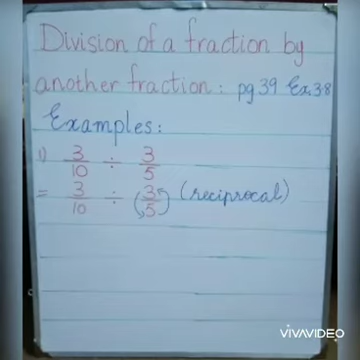 Division of a fraction by
another fraction: pg 39 Ex 38
Examples:
1) 3/10 ÷ 3/5
= 3/10 ÷ (3/5) (reciprocal)
VIVAVIDEO